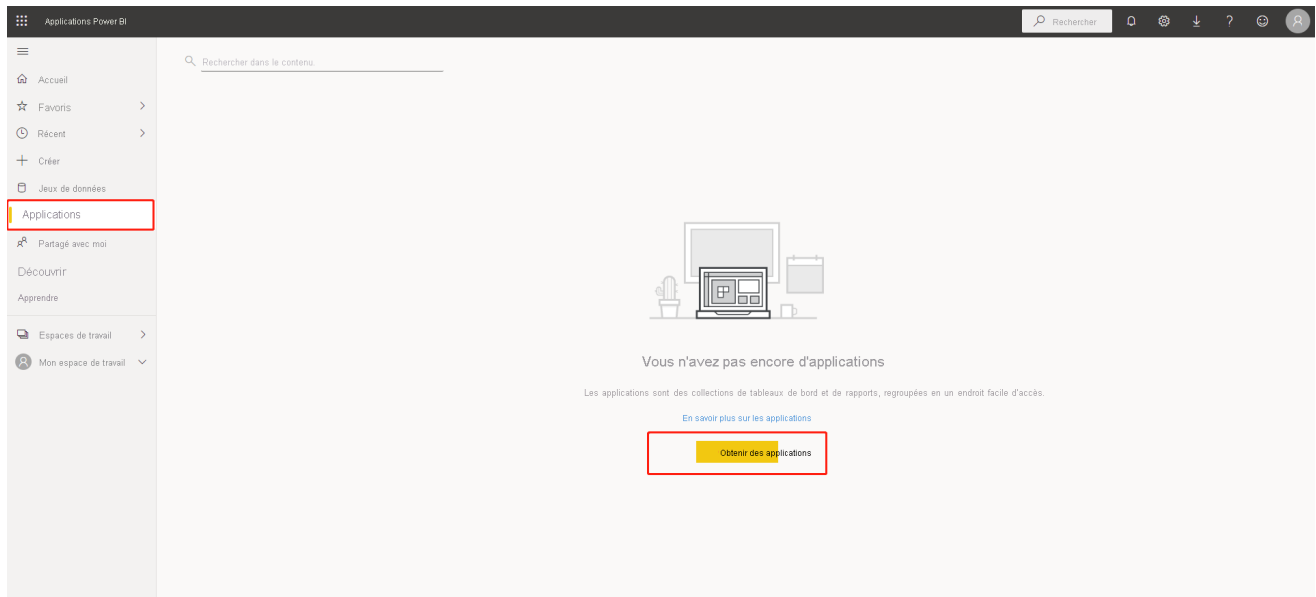 Applications Power BI
Rechercher
Rechercher dans le contenu.
Accueil
Favoris
Récent
Créer
Jeux de données
Applications
Partagé avec moi
Découvrir
Apprendre
Espaces de travail
Mon espace de travail
Vous n'avez pas encore d'applications
Les applications sont des collections de tableaux de bord et de rapports, regroupées en un endroit facile d'accès.
En savoir plus sur les applications
Obtenir des applications